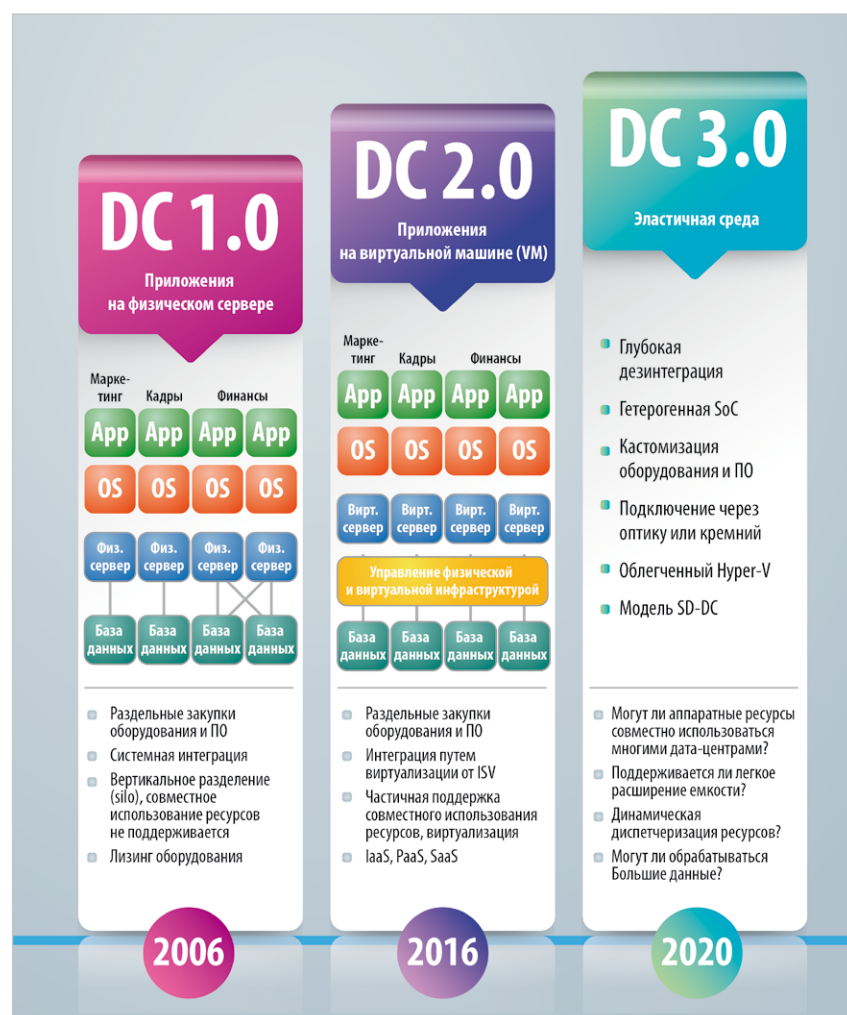 DC 1.0
Приложения
на физическом сервере
Марке-
тинг Кадры Финансы
App App App App
OS OS OS OS
Физ. Физ. Физ. Физ.
сервер сервер сервер сервер
База База База База
данных данных данных данных
Раздельные закупки
оборудования и ПО
Системная интеграция
Вертикальное разделение
(silo), совместное
использование ресурсов
не поддерживается
Лизинг оборудования
2006
DC 2.0
Приложения
на виртуальной машине (VM)
Марке-
тинг Кадры Финансы
App App App App
OS OS OS OS
Вирт. Вирт. Вирт. Вирт.
сервер сервер сервер сервер
Управление физической
и виртуальной инфраструктурой
База База База База
данных данных данных данных
Раздельные закупки
оборудования и ПО
Интеграция путем
виртуализации от ISV
Частичная поддержка
совместного использования
ресурсов, виртуализация
IaaS, PaaS, SaaS
2016
DC 3.0
Эластичная среда
Глубокая
дезинтеграция
Гетерогенная SoC
Кастомизация
оборудования и ПО
Подключение через
оптику или кремний
Облегченный Hyper-V
Модель SD-DC
Могут ли аппаратные ресурсы
совместно использоваться
многими дата-центрами?
Поддерживается ли легкое
расширение емкости?
Динамическая
диспетчеризация ресурсов?
Могут ли обрабатываться
Большие данные?
2020